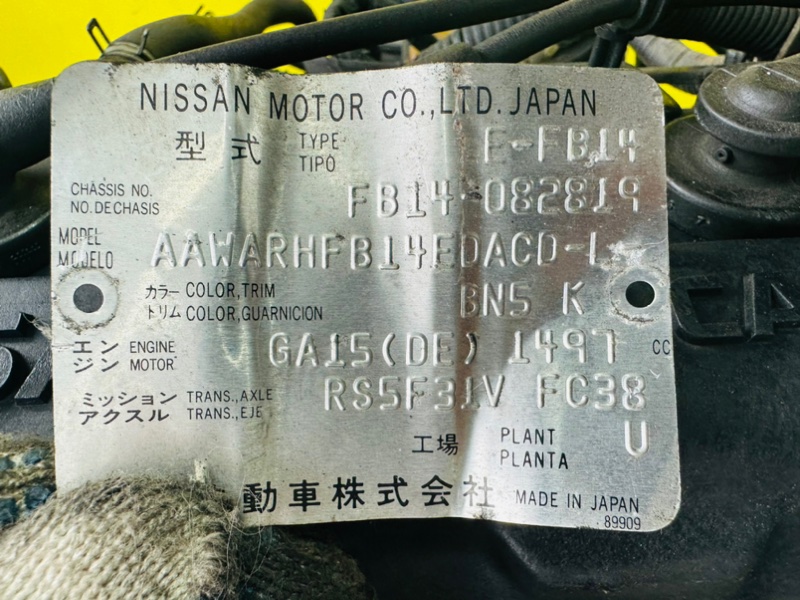 NISSAN MOTOR CO.,LTD. JAPAN
型式 TYPE TIPO E-FB14
CHASSIS NO. NO. DE CHASIS FB14-082819
MODEL MODELO AAWARHFB14EDACD-L-
カラー COLOR,TRIM BN5 K
トリム COLOR,GUARNICION
エンジン ENGINE MOTOR GA15(DE) 1497 CC
ミッション TRANS.,AXLE RS5F31V FC38
アクスル TRANS.,EJE
工場 PLANT PLANTA U
動車株式会社 MADE IN JAPAN
89909